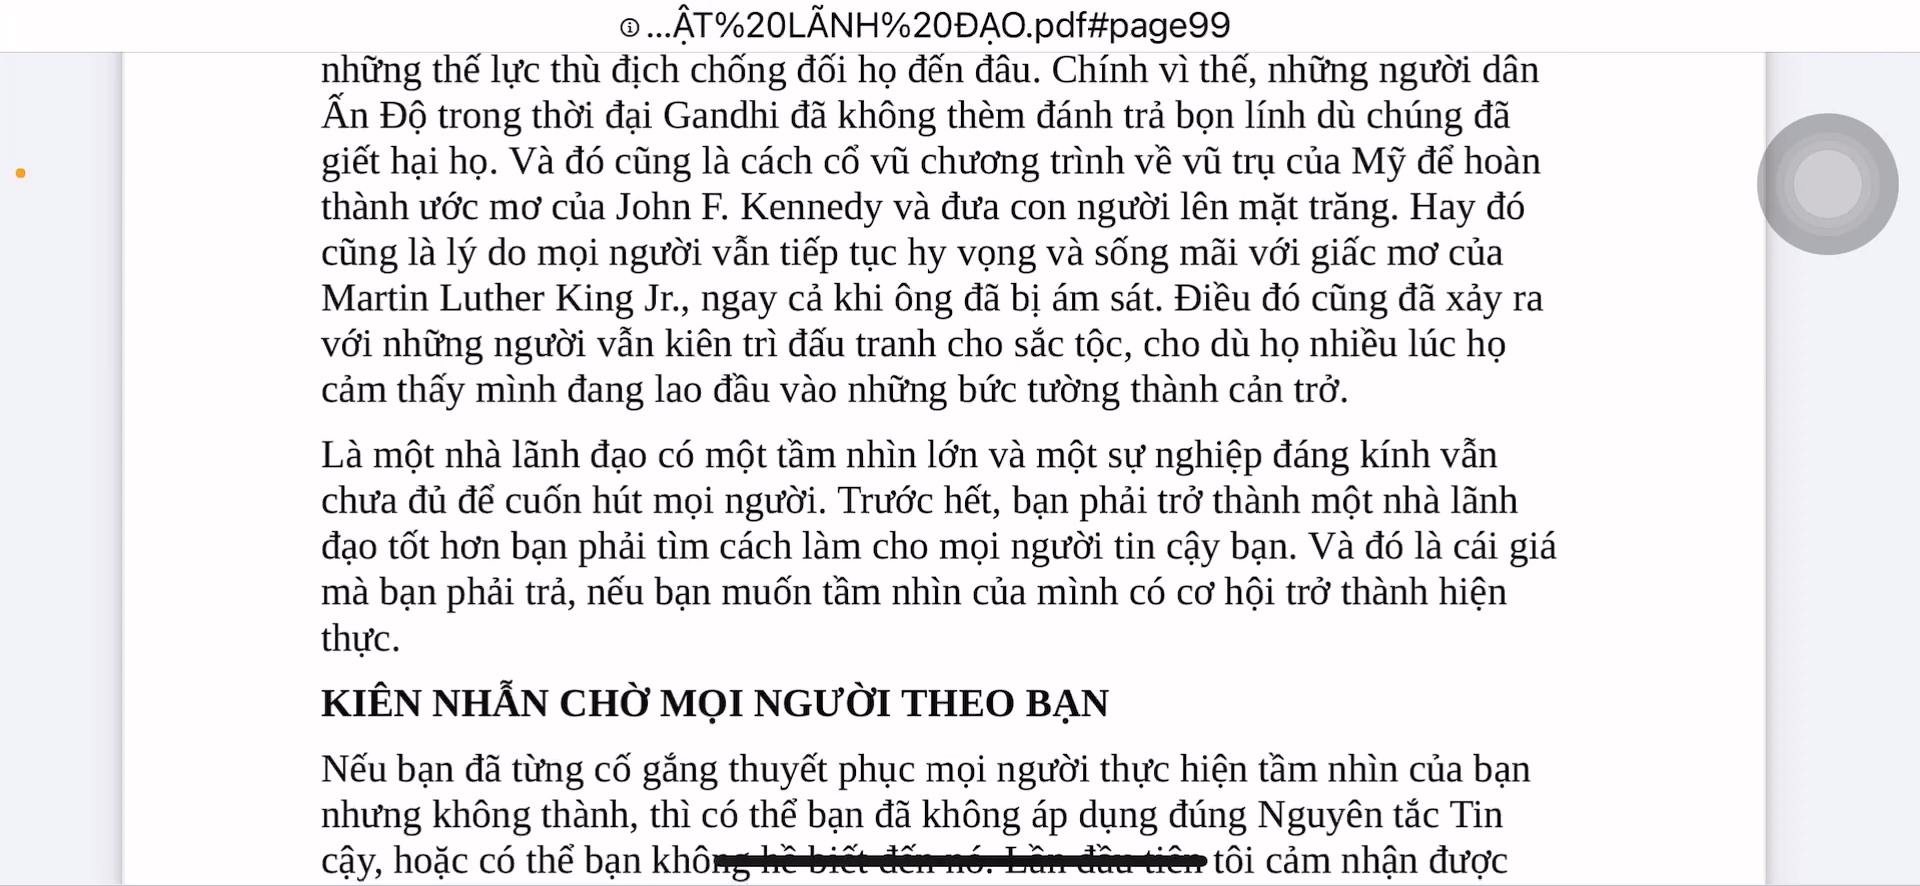 ...ẬT%20LÃNH%20ĐẠO.pdf#page99
những thế lực thù địch chống đối họ đến đâu. Chính vì thế, những người dân
Ấn Độ trong thời đại Gandhi đã không thèm đánh trả bọn lính dù chúng đã
giết hại họ. Và đó cũng là cách cổ vũ chương trình về vũ trụ của Mỹ để hoàn
thành ước mơ của John F. Kennedy và đưa con người lên mặt trăng. Hay đó
cũng là lý do mọi người vẫn tiếp tục hy vọng và sống mãi với giấc mơ của
Martin Luther King Jr., ngay cả khi ông đã bị ám sát. Điều đó cũng đã xảy ra
với những người vẫn kiên trì đấu tranh cho sắc tộc, cho dù họ nhiều lúc họ
cảm thấy mình đang lao đầu vào những bức tường thành cản trở.
Là một nhà lãnh đạo có một tầm nhìn lớn và một sự nghiệp đáng kính vẫn
chưa đủ để cuốn hút mọi người. Trước hết, bạn phải trở thành một nhà lãnh
đạo tốt hơn bạn phải tìm cách làm cho mọi người tin cậy bạn. Và đó là cái giá
mà bạn phải trả, nếu bạn muốn tầm nhìn của mình có cơ hội trở thành hiện
thực.
KIÊN NHẪN CHỜ MỌI NGƯỜI THEO BẠN
Nếu bạn đã từng cố gắng thuyết phục mọi người thực hiện tầm nhìn của bạn
nhưng không thành, thì có thể bạn đã không áp dụng đúng Nguyên tắc Tin
cậy, hoặc có thể bạn không hề biết đến nó. Lần đầu tiên tôi cảm nhận được